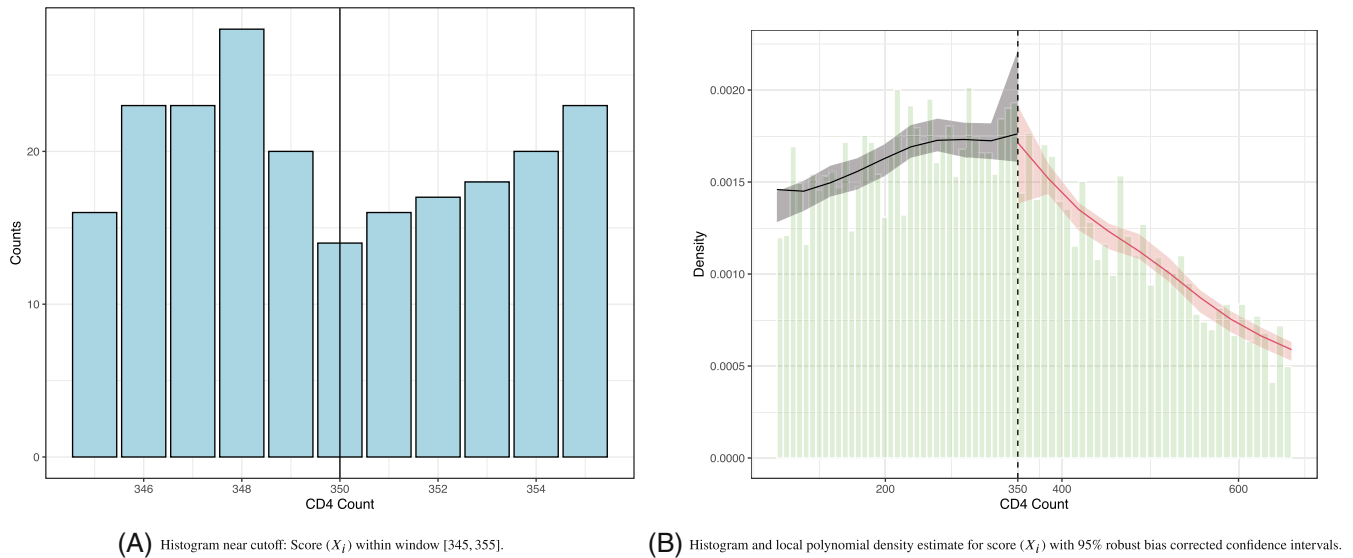 Counts
20
10
0
346
348
350
352
354
CD4 Count
(A) Histogram near cutoff: Score (Xᵢ) within window [345, 355].
Density
0.0020
0.0015
0.0010
0.0005
0.0000
200
350
400
600
CD4 Count
(B) Histogram and local polynomial density estimate for score (Xᵢ) with 95% robust bias corrected confidence intervals.